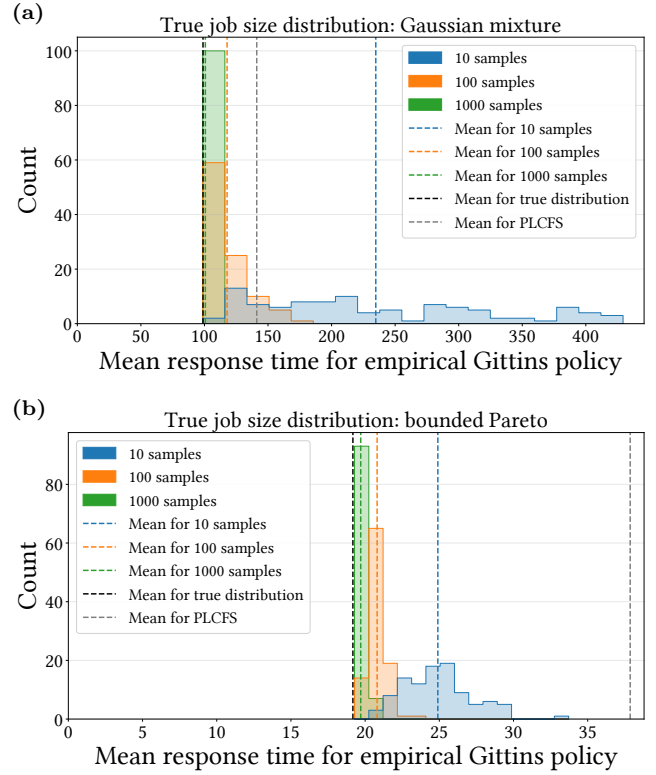 (a)
True job size distribution: Gaussian mixture
10 samples
100 samples
1000 samples
Mean for 10 samples
Mean for 100 samples
Mean for 1000 samples
Mean for true distribution
Mean for PLCFS
Count
100
80
60
40
20
0
0 50 100 150 200 250 300 350 400
Mean response time for empirical Gittins policy
(b)
True job size distribution: bounded Pareto
10 samples
100 samples
1000 samples
Mean for 10 samples
Mean for 100 samples
Mean for 1000 samples
Mean for true distribution
Mean for PLCFS
Count
80
60
40
20
0
0 5 10 15 20 25 30 35
Mean response time for empirical Gittins policy